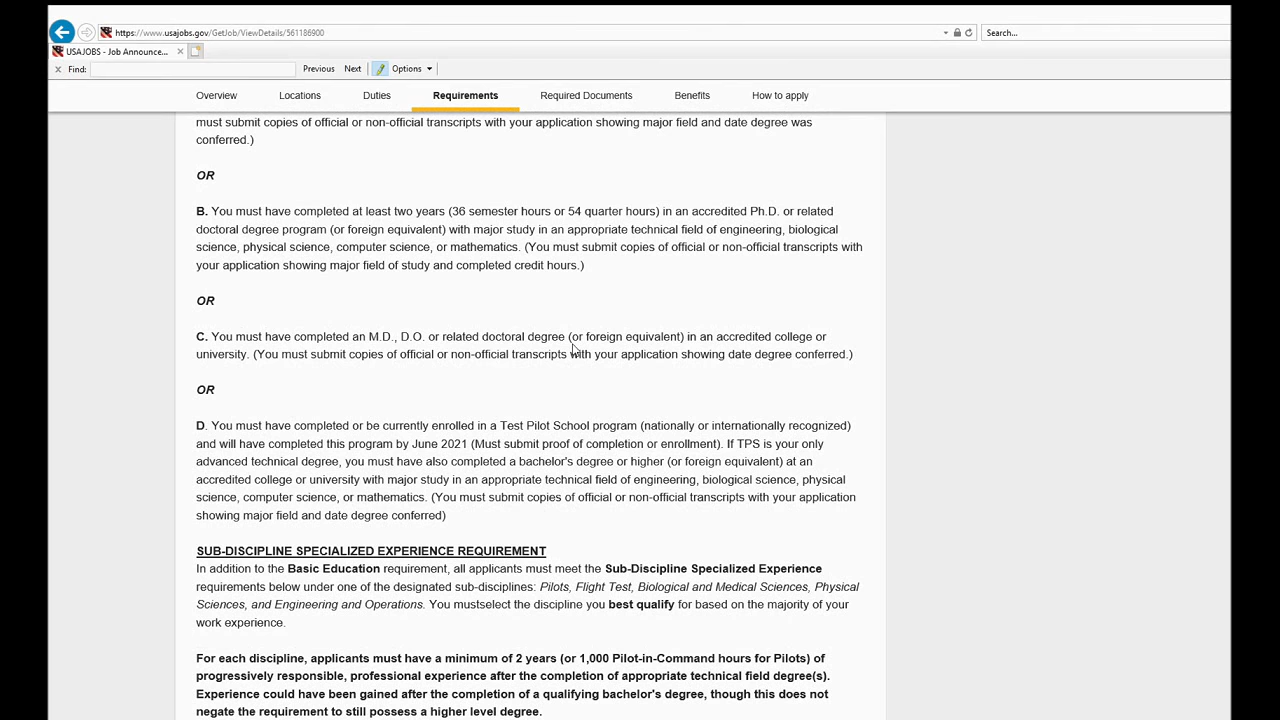 https://www.usajobs.gov/GetJob/ViewDetails/561186900
Search...
USAJOBS - Job Announce...
Find:
Previous Next Options
Overview Locations Duties Requirements Required Documents Benefits How to apply
must submit copies of official or non-official transcripts with your application showing major field and date degree was
conferred.)
OR
B. You must have completed at least two years (36 semester hours or 54 quarter hours) in an accredited Ph.D. or related
doctoral degree program (or foreign equivalent) with major study in an appropriate technical field of engineering, biological
science, physical science, computer science, or mathematics. (You must submit copies of official or non-official transcripts with
your application showing major field of study and completed credit hours.)
OR
C. You must have completed an M.D., D.O. or related doctoral degree (or foreign equivalent) in an accredited college or
university. (You must submit copies of official or non-official transcripts with your application showing date degree conferred.)
OR
D. You must have completed or be currently enrolled in a Test Pilot School program (nationally or internationally recognized)
and will have completed this program by June 2021 (Must submit proof of completion or enrollment). If TPS is your only
advanced technical degree, you must have also completed a bachelor's degree or higher (or foreign equivalent) at an
accredited college or university with major study in an appropriate technical field of engineering, biological science, physical
science, computer science, or mathematics. (You must submit copies of official or non-official transcripts with your application
showing major field and date degree conferred)
SUB-DISCIPLINE SPECIALIZED EXPERIENCE REQUIREMENT
In addition to the Basic Education requirement, all applicants must meet the Sub-Discipline Specialized Experience
requirements below under one of the designated sub-disciplines: Pilots, Flight Test, Biological and Medical Sciences, Physical
Sciences, and Engineering and Operations. You mustselect the discipline you best qualify for based on the majority of your
work experience.
For each discipline, applicants must have a minimum of 2 years (or 1,000 Pilot-in-Command hours for Pilots) of
progressively responsible, professional experience after the completion of appropriate technical field degree(s).
Experience could have been gained after the completion of a qualifying bachelor's degree, though this does not
negate the requirement to still possess a higher level degree.